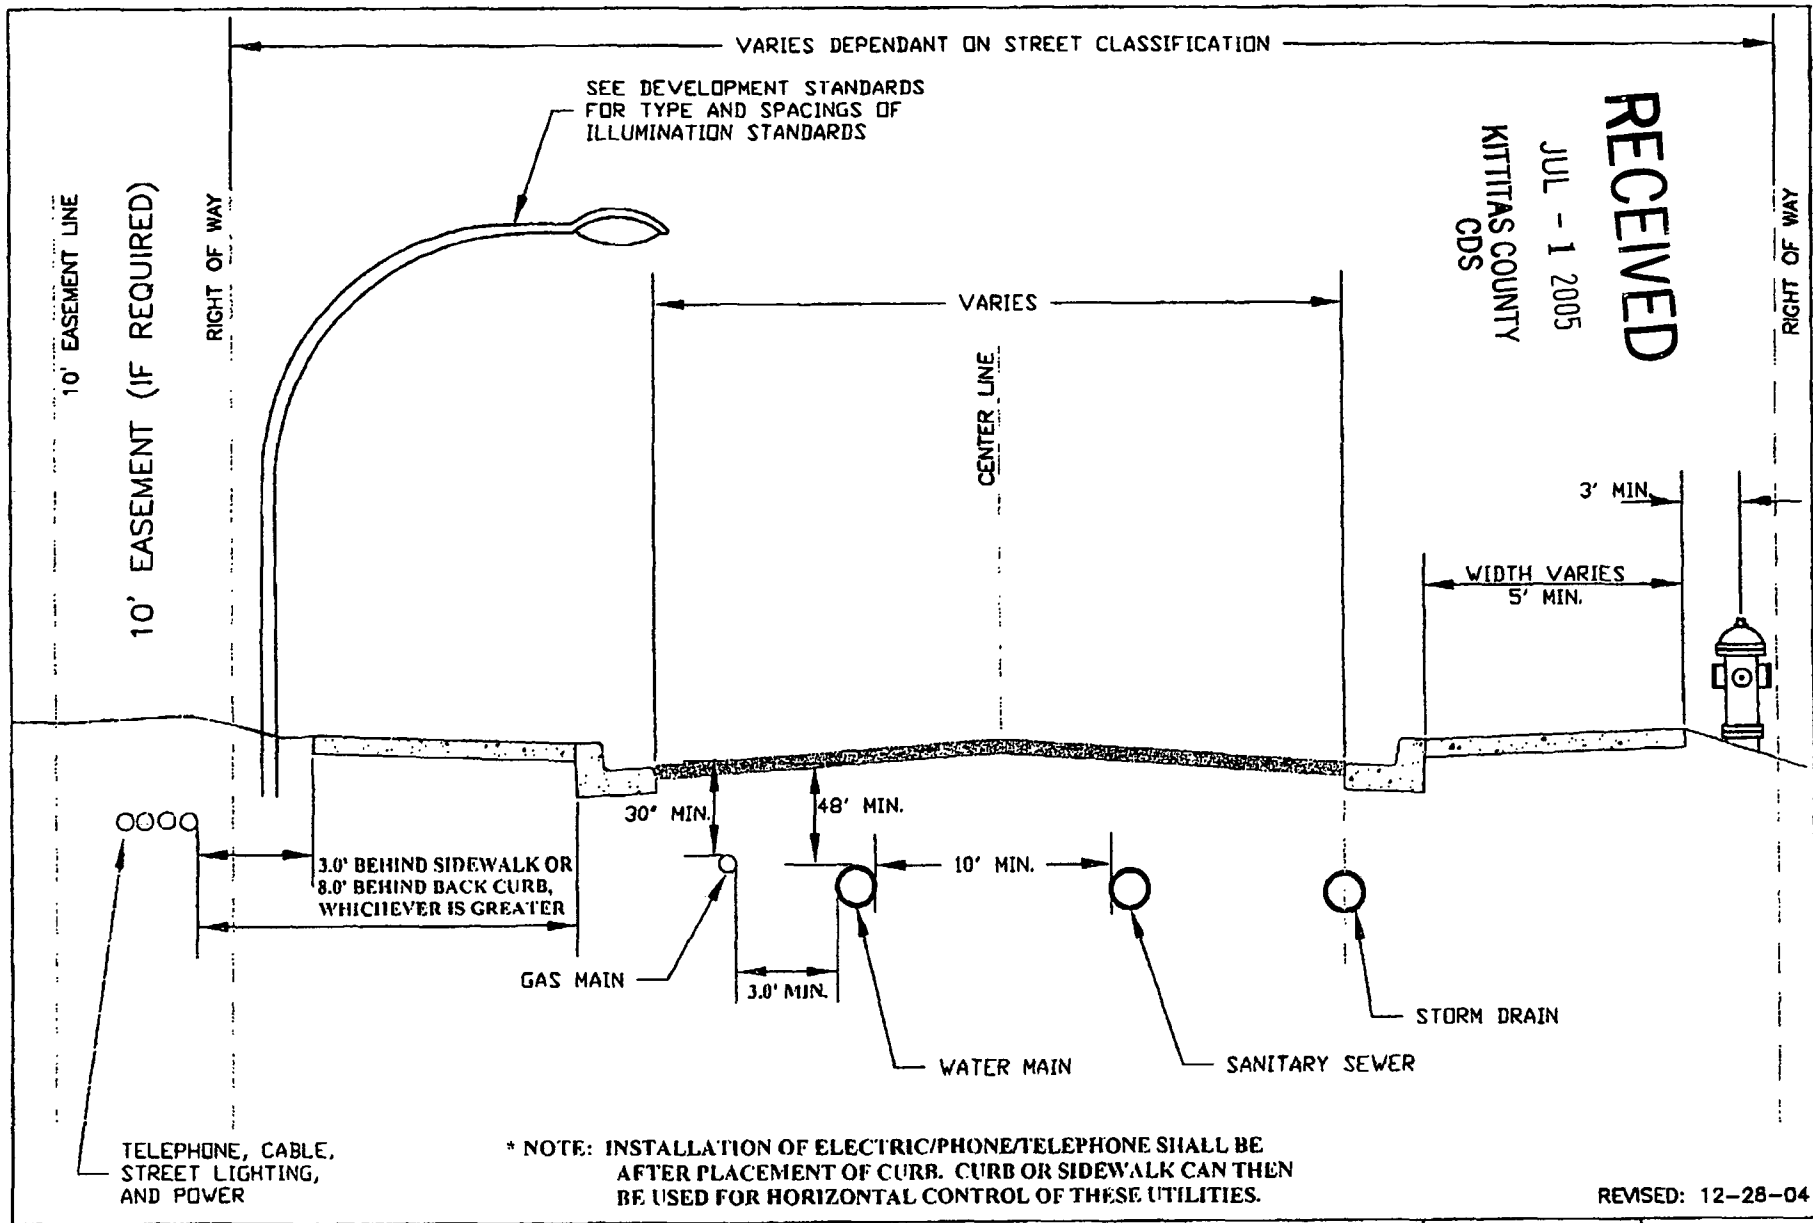 VARIES DEPENDANT ON STREET CLASSIFICATION
SEE DEVELOPMENT STANDARDS
FOR TYPE AND SPACINGS OF
ILLUMINATION STANDARDS
RECEIVED
JUL - 1 2005
KITTITAS COUNTY
CDS
10' EASEMENT LINE
10' EASEMENT (IF REQUIRED)
RIGHT OF WAY
VARIES
CENTER LINE
RIGHT OF WAY
3' MIN.
WIDTH VARIES
5' MIN.
30" MIN.
48' MIN.
3.0' BEHIND SIDEWALK OR
8.0' BEHIND BACK CURB,
WHICHEVER IS GREATER
10' MIN.
GAS MAIN
3.0' MIN.
STORM DRAIN
WATER MAIN
SANITARY SEWER
TELEPHONE, CABLE,
STREET LIGHTING,
AND POWER
* NOTE: INSTALLATION OF ELECTRIC/PHONE/TELEPHONE SHALL BE
AFTER PLACEMENT OF CURB. CURB OR SIDEWALK CAN THEN
BE USED FOR HORIZONTAL CONTROL OF THESE UTILITIES.
REVISED: 12-28-04